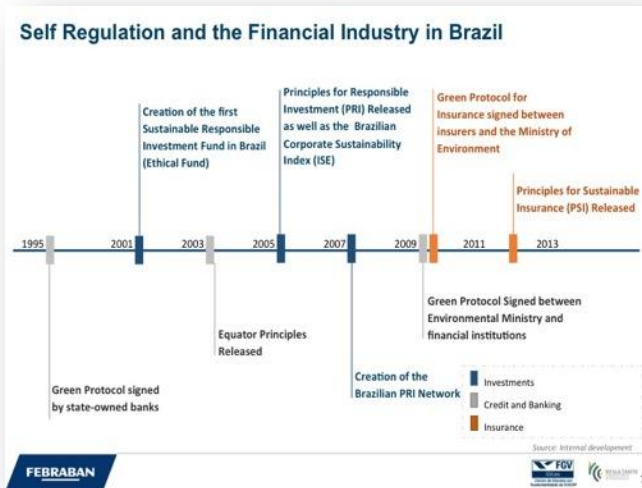 Self Regulation and the Financial Industry in Brazil
Creation of the first
Sustainable Responsible
Investment Fund in Brazil
(Ethical Fund)
Principles for Responsible
Investment (PRI) Released
as well as the Brazilian
Corporate Sustainability
Index (ISE)
Green Protocol for
Insurance signed between
insurers and the Ministry of
Environment
Principles for Sustainable
Insurance (PSI) Released
1995 2001 2003 2005 2007 2009 2011 2013
Green Protocol signed
by state-owned banks
Equator Principles
Released
Creation of the
Brazilian PRI Network
Green Protocol Signed between
Environmental Ministry and
financial institutions
Investments
Credit and Banking
Insurance
Source: Internal development
FEBRABAN
FGV